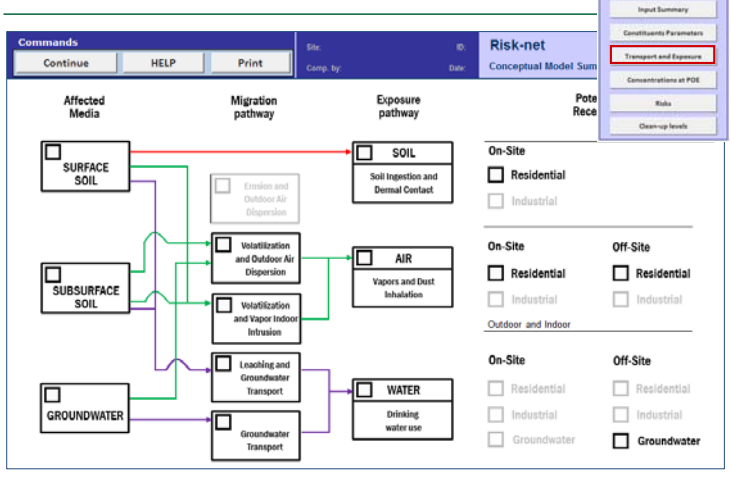 Input Summary
Constituents Parameters
Transport and Exposure
Concentrations at POE
Risks
Clean-up levels
Commands
Continue
HELP
Print
Site:
ID:
Comp. by:
Date:
Risk-net
Conceptual Model Sum
Affected
Media
Migration
pathway
Exposure
pathway
Pote
Rece
SURFACE
SOIL
SUBSURFACE
SOIL
GROUNDWATER
Erosion and
Outdoor Air
Dispersion
Volatilization
and Outdoor Air
Dispersion
Volatilization
and Vapor Indoor
Intrusion
Leaching and
Groundwater
Transport
Groundwater
Transport
SOIL
Soil Ingestion and
Dermal Contact
AIR
Vapors and Dust
Inhalation
WATER
Drinking
water use
On-Site
Residential
Industrial
On-Site
Off-Site
Residential
Residential
Industrial
Industrial
Outdoor and Indoor
On-Site
Off-Site
Residential
Residential
Industrial
Industrial
Groundwater
Groundwater